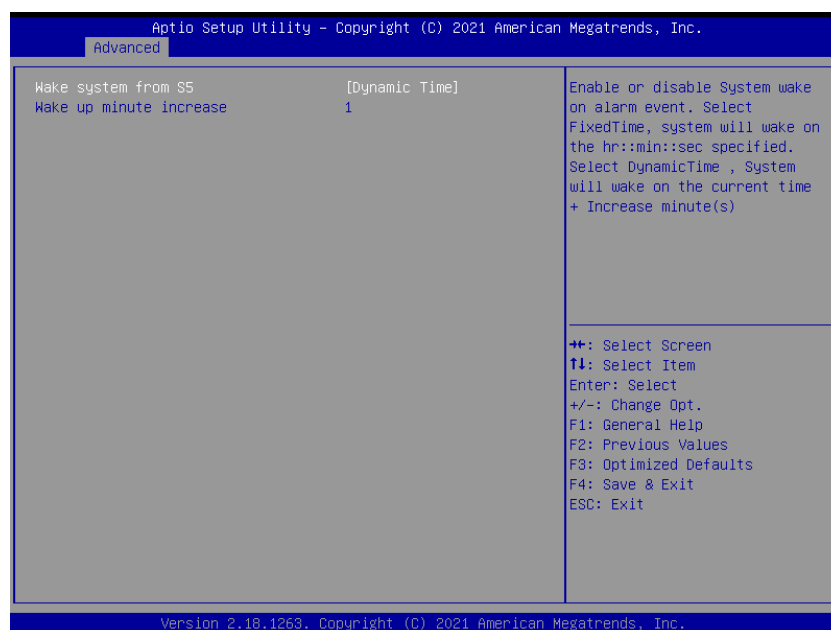 Aptio Setup Utility – Copyright (C) 2021 American Megatrends, Inc.
Advanced
Wake system from S5 [Dynamic Time]
Wake up minute increase 1
Enable or disable System wake
on alarm event. Select
FixedTime, system will wake on
the hr::min::sec specified.
Select DynamicTime , System
will wake on the current time
+ Increase minute(s)
→←: Select Screen
↑↓: Select Item
Enter: Select
+/-: Change Opt.
F1: General Help
F2: Previous Values
F3: Optimized Defaults
F4: Save & Exit
ESC: Exit
Version 2.18.1263. Copyright (C) 2021 American Megatrends, Inc.